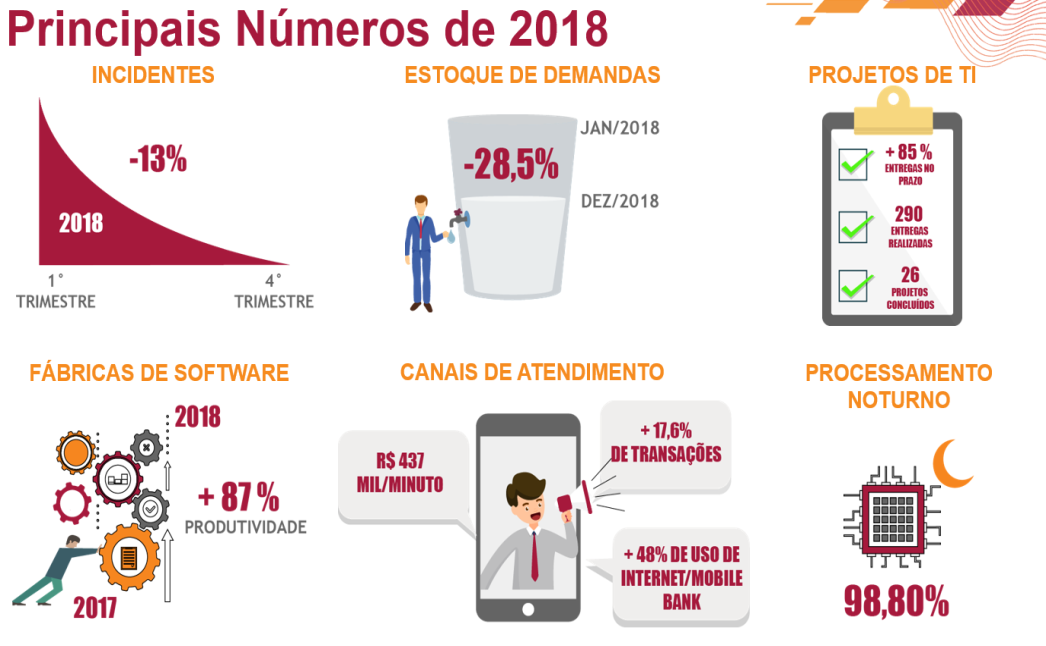 Principais Números de 2018
INCIDENTES
-13%
2018
1°
TRIMESTRE
4°
TRIMESTRE
ESTOQUE DE DEMANDAS
JAN/2018
-28,5%
DEZ/2018
PROJETOS DE TI
+ 85 %
ENTREGAS NO
PRAZO
290
ENTREGAS
REALIZADAS
26
PROJETOS
CONCLUÍDOS
FÁBRICAS DE SOFTWARE
2018
+ 87 %
PRODUTIVIDADE
2017
CANAIS DE ATENDIMENTO
R$ 437
MIL/MINUTO
+ 17,6%
DE TRANSAÇÕES
+ 48% DE USO DE
INTERNET/MOBILE
BANK
PROCESSAMENTO
NOTURNO
98,80%